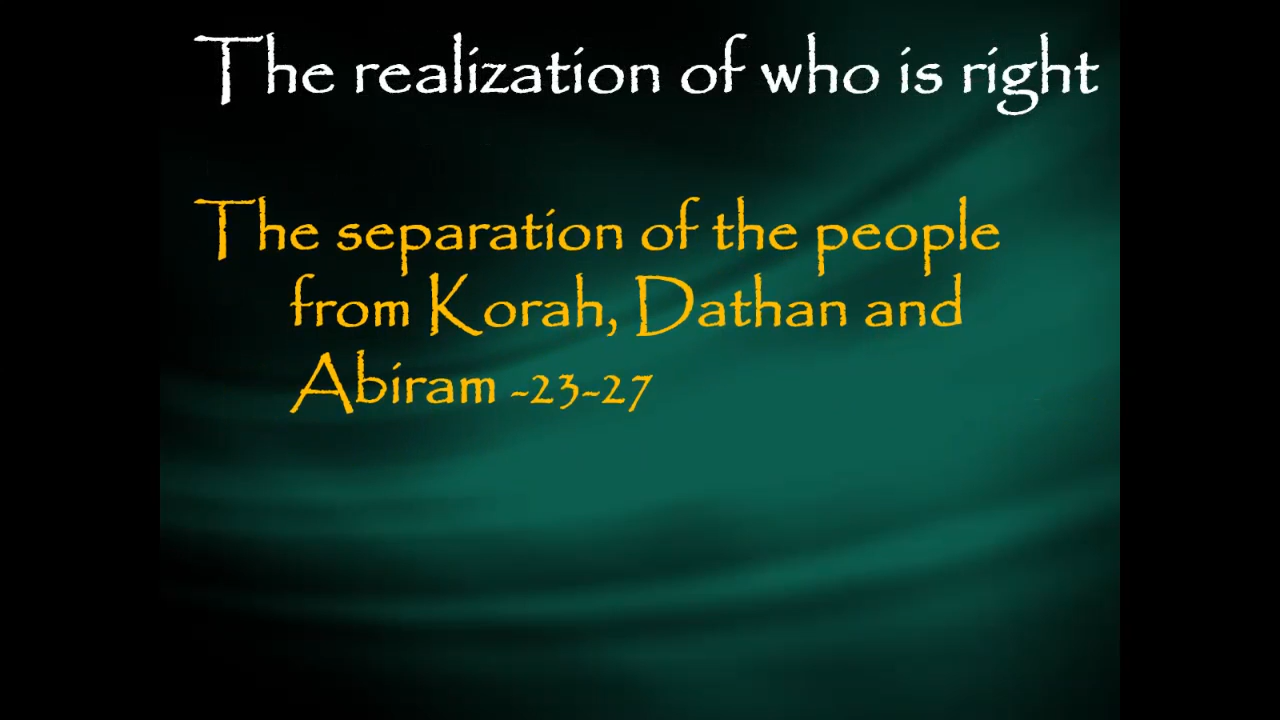 The realization of who is right
The separation of the people
from Korah, Dathan and
Abiram -23-27